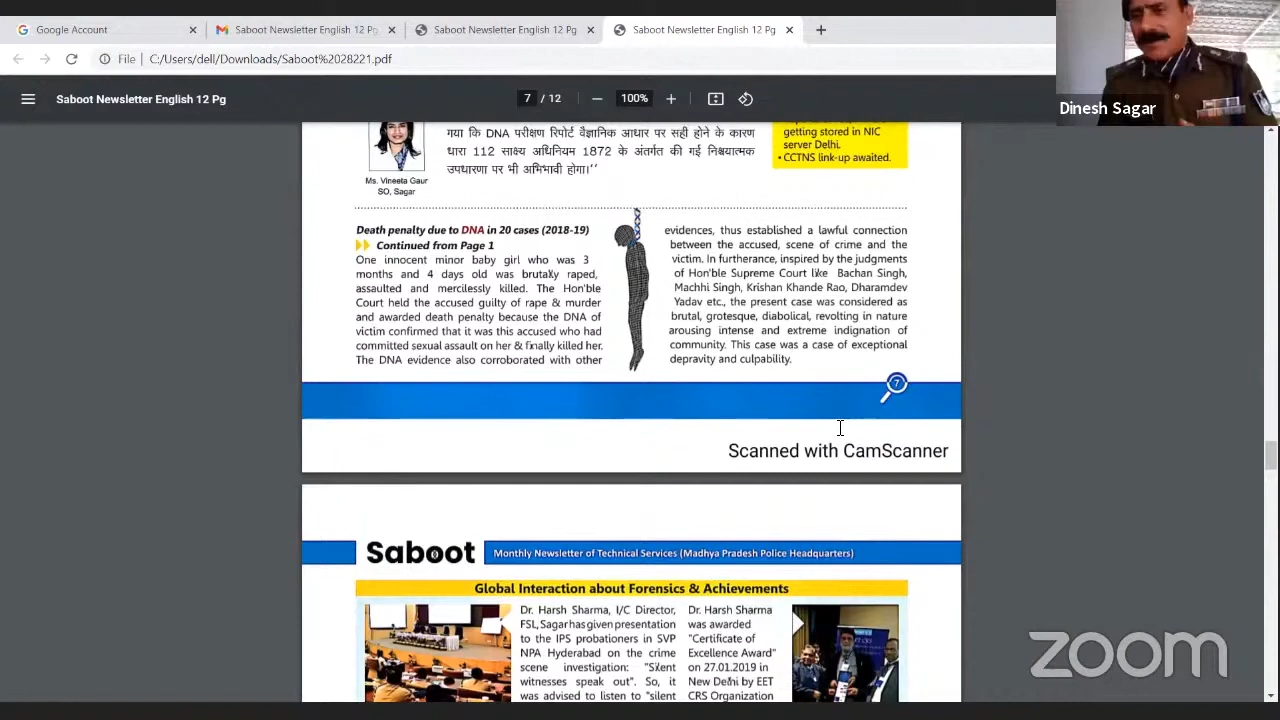 Google Account
Saboot Newsletter English 12 Pg
Saboot Newsletter English 12 Pg
Saboot Newsletter English 12 Pg
File | C:/Users/dell/Downloads/Saboot%2028221.pdf
Saboot Newsletter English 12 Pg
7 / 12
100%
Dinesh Sagar
गया कि DNA परीक्षण रिपोर्ट वैज्ञानिक आधार पर सही होने के कारण
धारा 112 साक्ष्य अधिनियम 1872 के अंतर्गत की गई निश्चयात्मक
उपधारणा पर भी अभिभावी होगा।''
Ms. Vineeta Gaur
SO, Sagar
getting stored in NIC
server Delhi.
• CCTNS link-up awaited.
Death penalty due to DNA in 20 cases (2018-19)
Continued from Page 1
One innocent minor baby girl who was 3
months and 4 days old was brutally raped,
assaulted and mercilessly killed. The Hon'ble
Court held the accused guilty of rape & murder
and awarded death penalty because the DNA of
victim confirmed that it was this accused who had
committed sexual assault on her & finally killed her.
The DNA evidence also corroborated with other
evidences, thus established a lawful connection
between the accused, scene of crime and the
victim. In furtherance, inspired by the judgments
of Hon'ble Supreme Court like Bachan Singh,
Machhi Singh, Krishan Khande Rao, Dharamdev
Yadav etc., the present case was considered as
brutal, grotesque, diabolical, revolting in nature
arousing intense and extreme indignation of
community. This case was a case of exceptional
depravity and culpability.
7
Scanned with CamScanner
Saboot
Monthly Newsletter of Technical Services (Madhya Pradesh Police Headquarters)
Global Interaction about Forensics & Achievements
Dr. Harsh Sharma, I/C Director,
FSL, Sagar has given presentation
to the IPS probationers in SVP
NPA Hyderabad on the crime
scene investigation: "Silent
witnesses speak out". So, it
was advised to listen to "silent
Dr. Harsh Sharma
was awarded
"Certificate of
Excellence Award"
on 27.01.2019 in
New Delhi by EET
CRS Organization
zoom